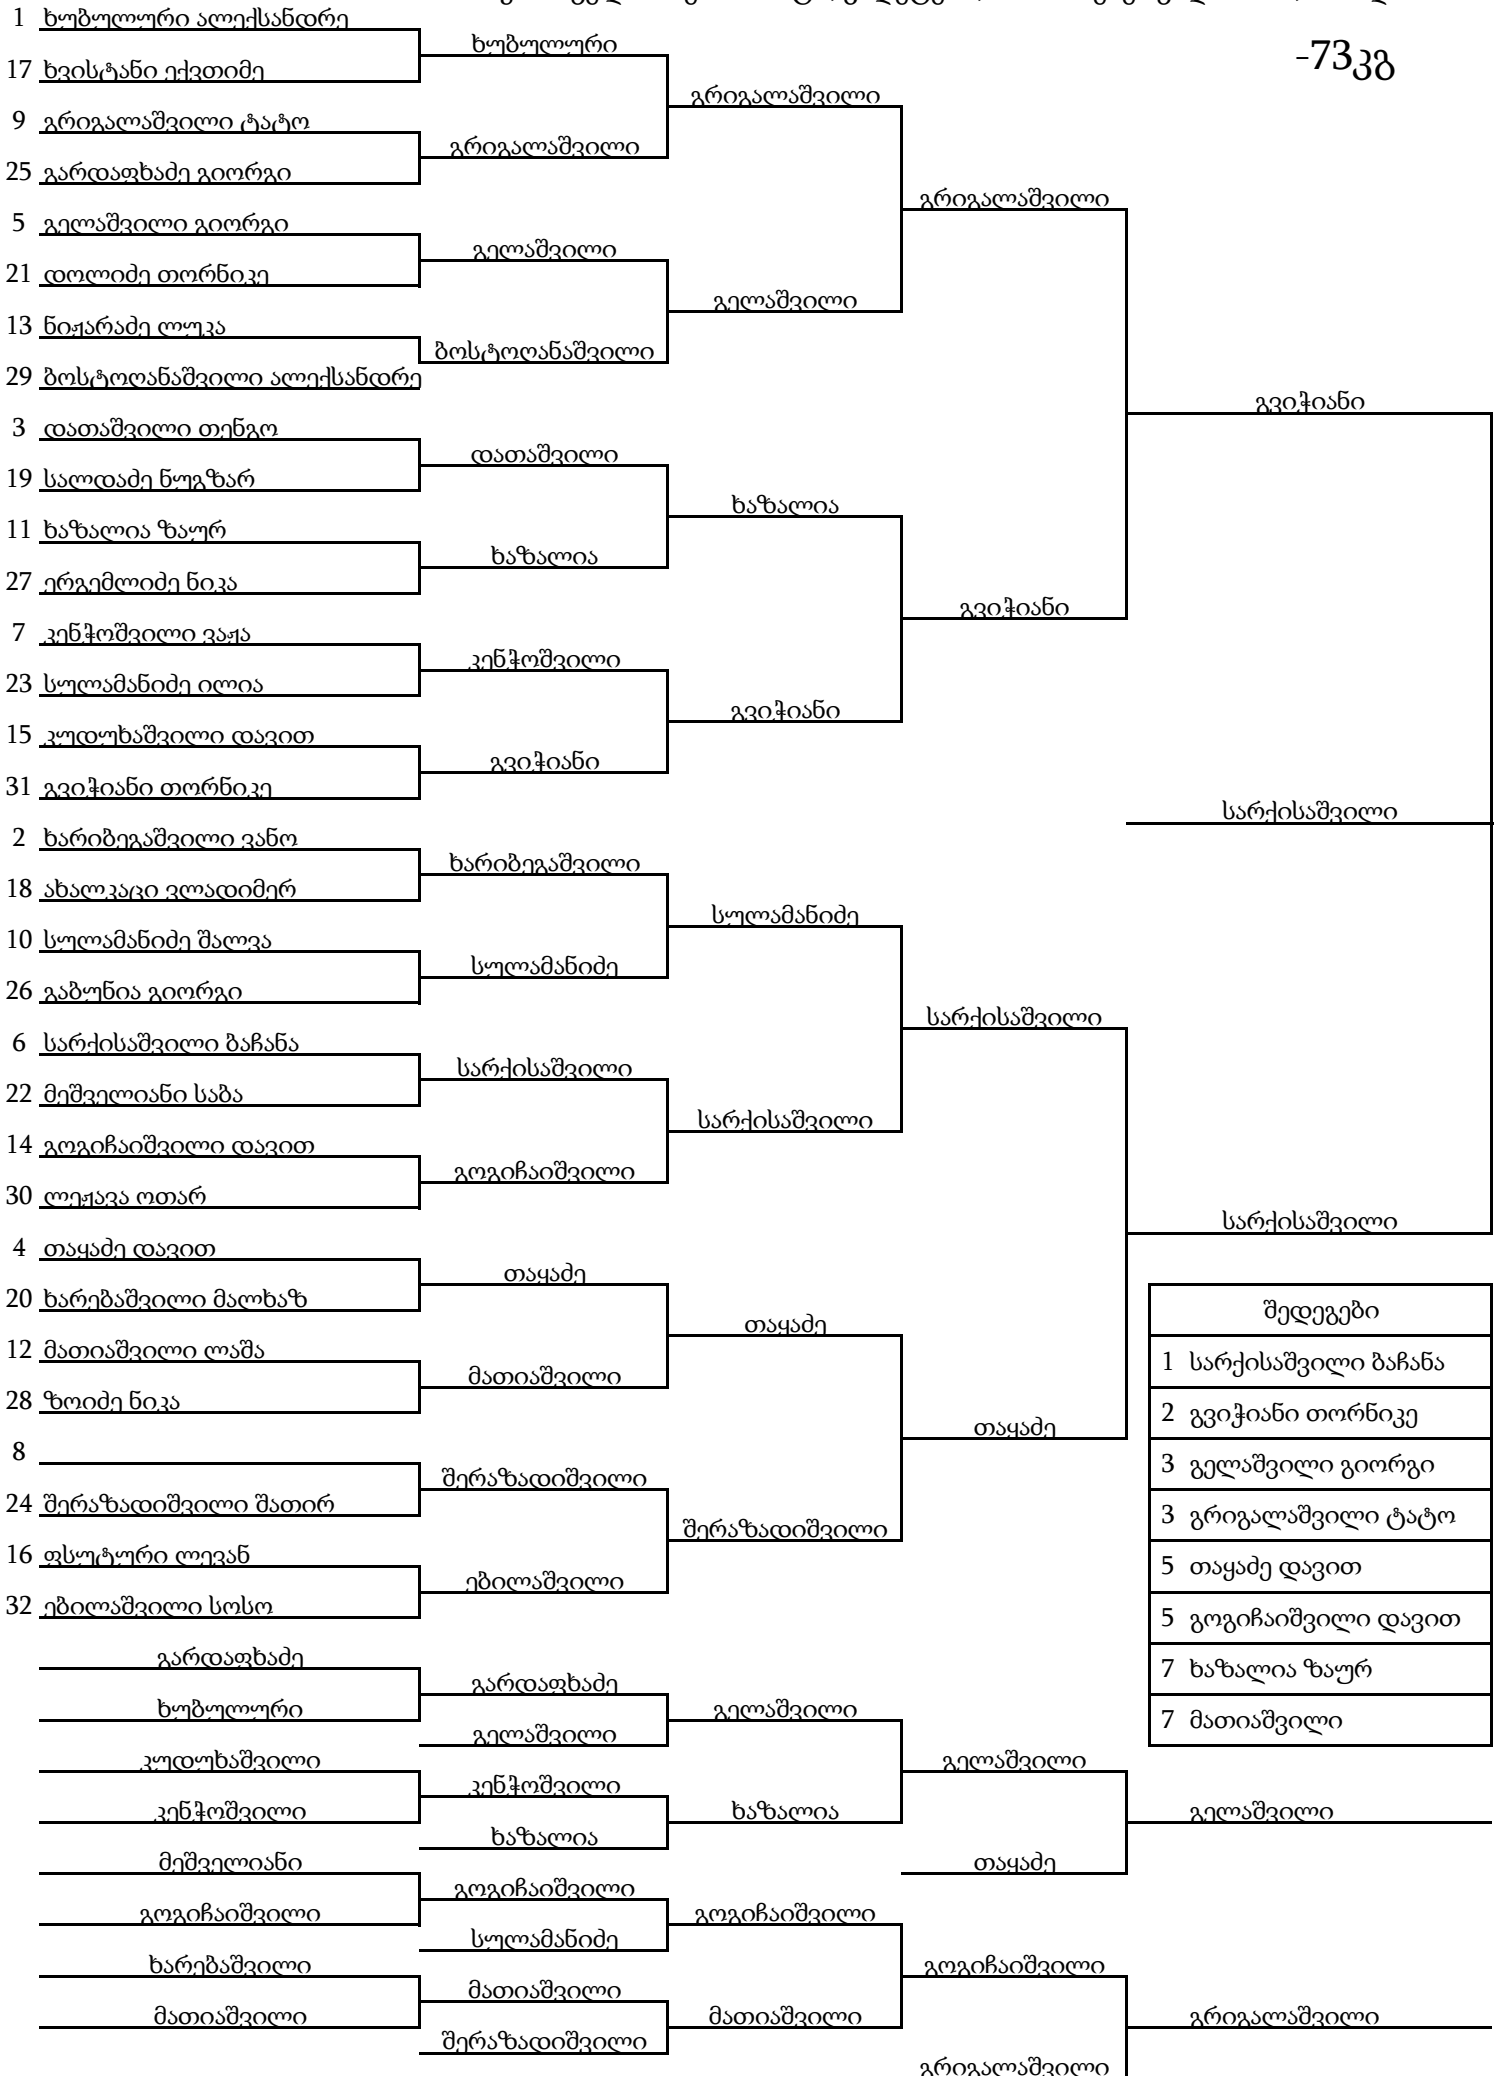 -73კგ
1 ხუბულური ალექსანდრე
17 ხვისტანი ექვთიმე
9 გრიგალაშვილი ტატო
25 გარდაფხაძე გიორგი
5 გელაშვილი გიორგი
21 დოლიძე თორნიკე
13 ნიჟარაძე ლუკა
29 ბოსტოღანაშვილი ალექსანდრე
3 დათაშვილი თენგო
19 სალდაძე ნუგზარ
11 ხაზალია ზაურ
27 ერგემლიძე ნიკა
7 კენჭოშვილი ვაჟა
23 სულამანიძე ილია
15 კუდუხაშვილი დავით
31 გვიჭიანი თორნიკე
2 ხარიბეგაშვილი ვანო
18 ახალკაცი ვლადიმერ
10 სულამანიძე შალვა
26 გაბუნია გიორგი
6 სარქისაშვილი ბაჩანა
22 მეშველიანი საბა
14 გოგიჩაიშვილი დავით
30 ლეჟავა ოთარ
4 თაყაძე დავით
20 ხარებაშვილი მალხაზ
12 მათიაშვილი ლაშა
28 ზოიძე ნიკა
8
24 შერაზადიშვილი შათირ
16 ფსუტური ლევან
32 ებილაშვილი სოსო
გარდაფხაძე
ხუბულური
კუდუხაშვილი
კენჭოშვილი
მეშველიანი
გოგიჩაიშვილი
ხარებაშვილი
მათიაშვილი
ხუბულური
გრიგალაშვილი
გელაშვილი
ბოსტოღანაშვილი
დათაშვილი
ხაზალია
კენჭოშვილი
გვიჭიანი
ხარიბეგაშვილი
სულამანიძე
სარქისაშვილი
გოგიჩაიშვილი
თაყაძე
მათიაშვილი
შერაზადიშვილი
ებილაშვილი
გარდაფხაძე
გელაშვილი
კენჭოშვილი
ხაზალია
გოგიჩაიშვილი
სულამანიძე
მათიაშვილი
შერაზადიშვილი
გრიგალაშვილი
გელაშვილი
ხაზალია
გვიჭიანი
სულამანიძე
სარქისაშვილი
თაყაძე
შერაზადიშვილი
გელაშვილი
ხაზალია
გოგიჩაიშვილი
მათიაშვილი
გრიგალაშვილი
გვიჭიანი
სარქისაშვილი
თაყაძე
გელაშვილი
თაყაძე
გოგიჩაიშვილი
გრიგალაშვილი
გვიჭიანი
სარქისაშვილი
სარქისაშვილი
შედეგები
1 სარქისაშვილი ბაჩანა
2 გვიჭიანი თორნიკე
3 გელაშვილი გიორგი
3 გრიგალაშვილი ტატო
5 თაყაძე დავით
5 გოგიჩაიშვილი დავით
7 ხაზალია ზაურ
7 მათიაშვილი
გელაშვილი
გრიგალაშვილი